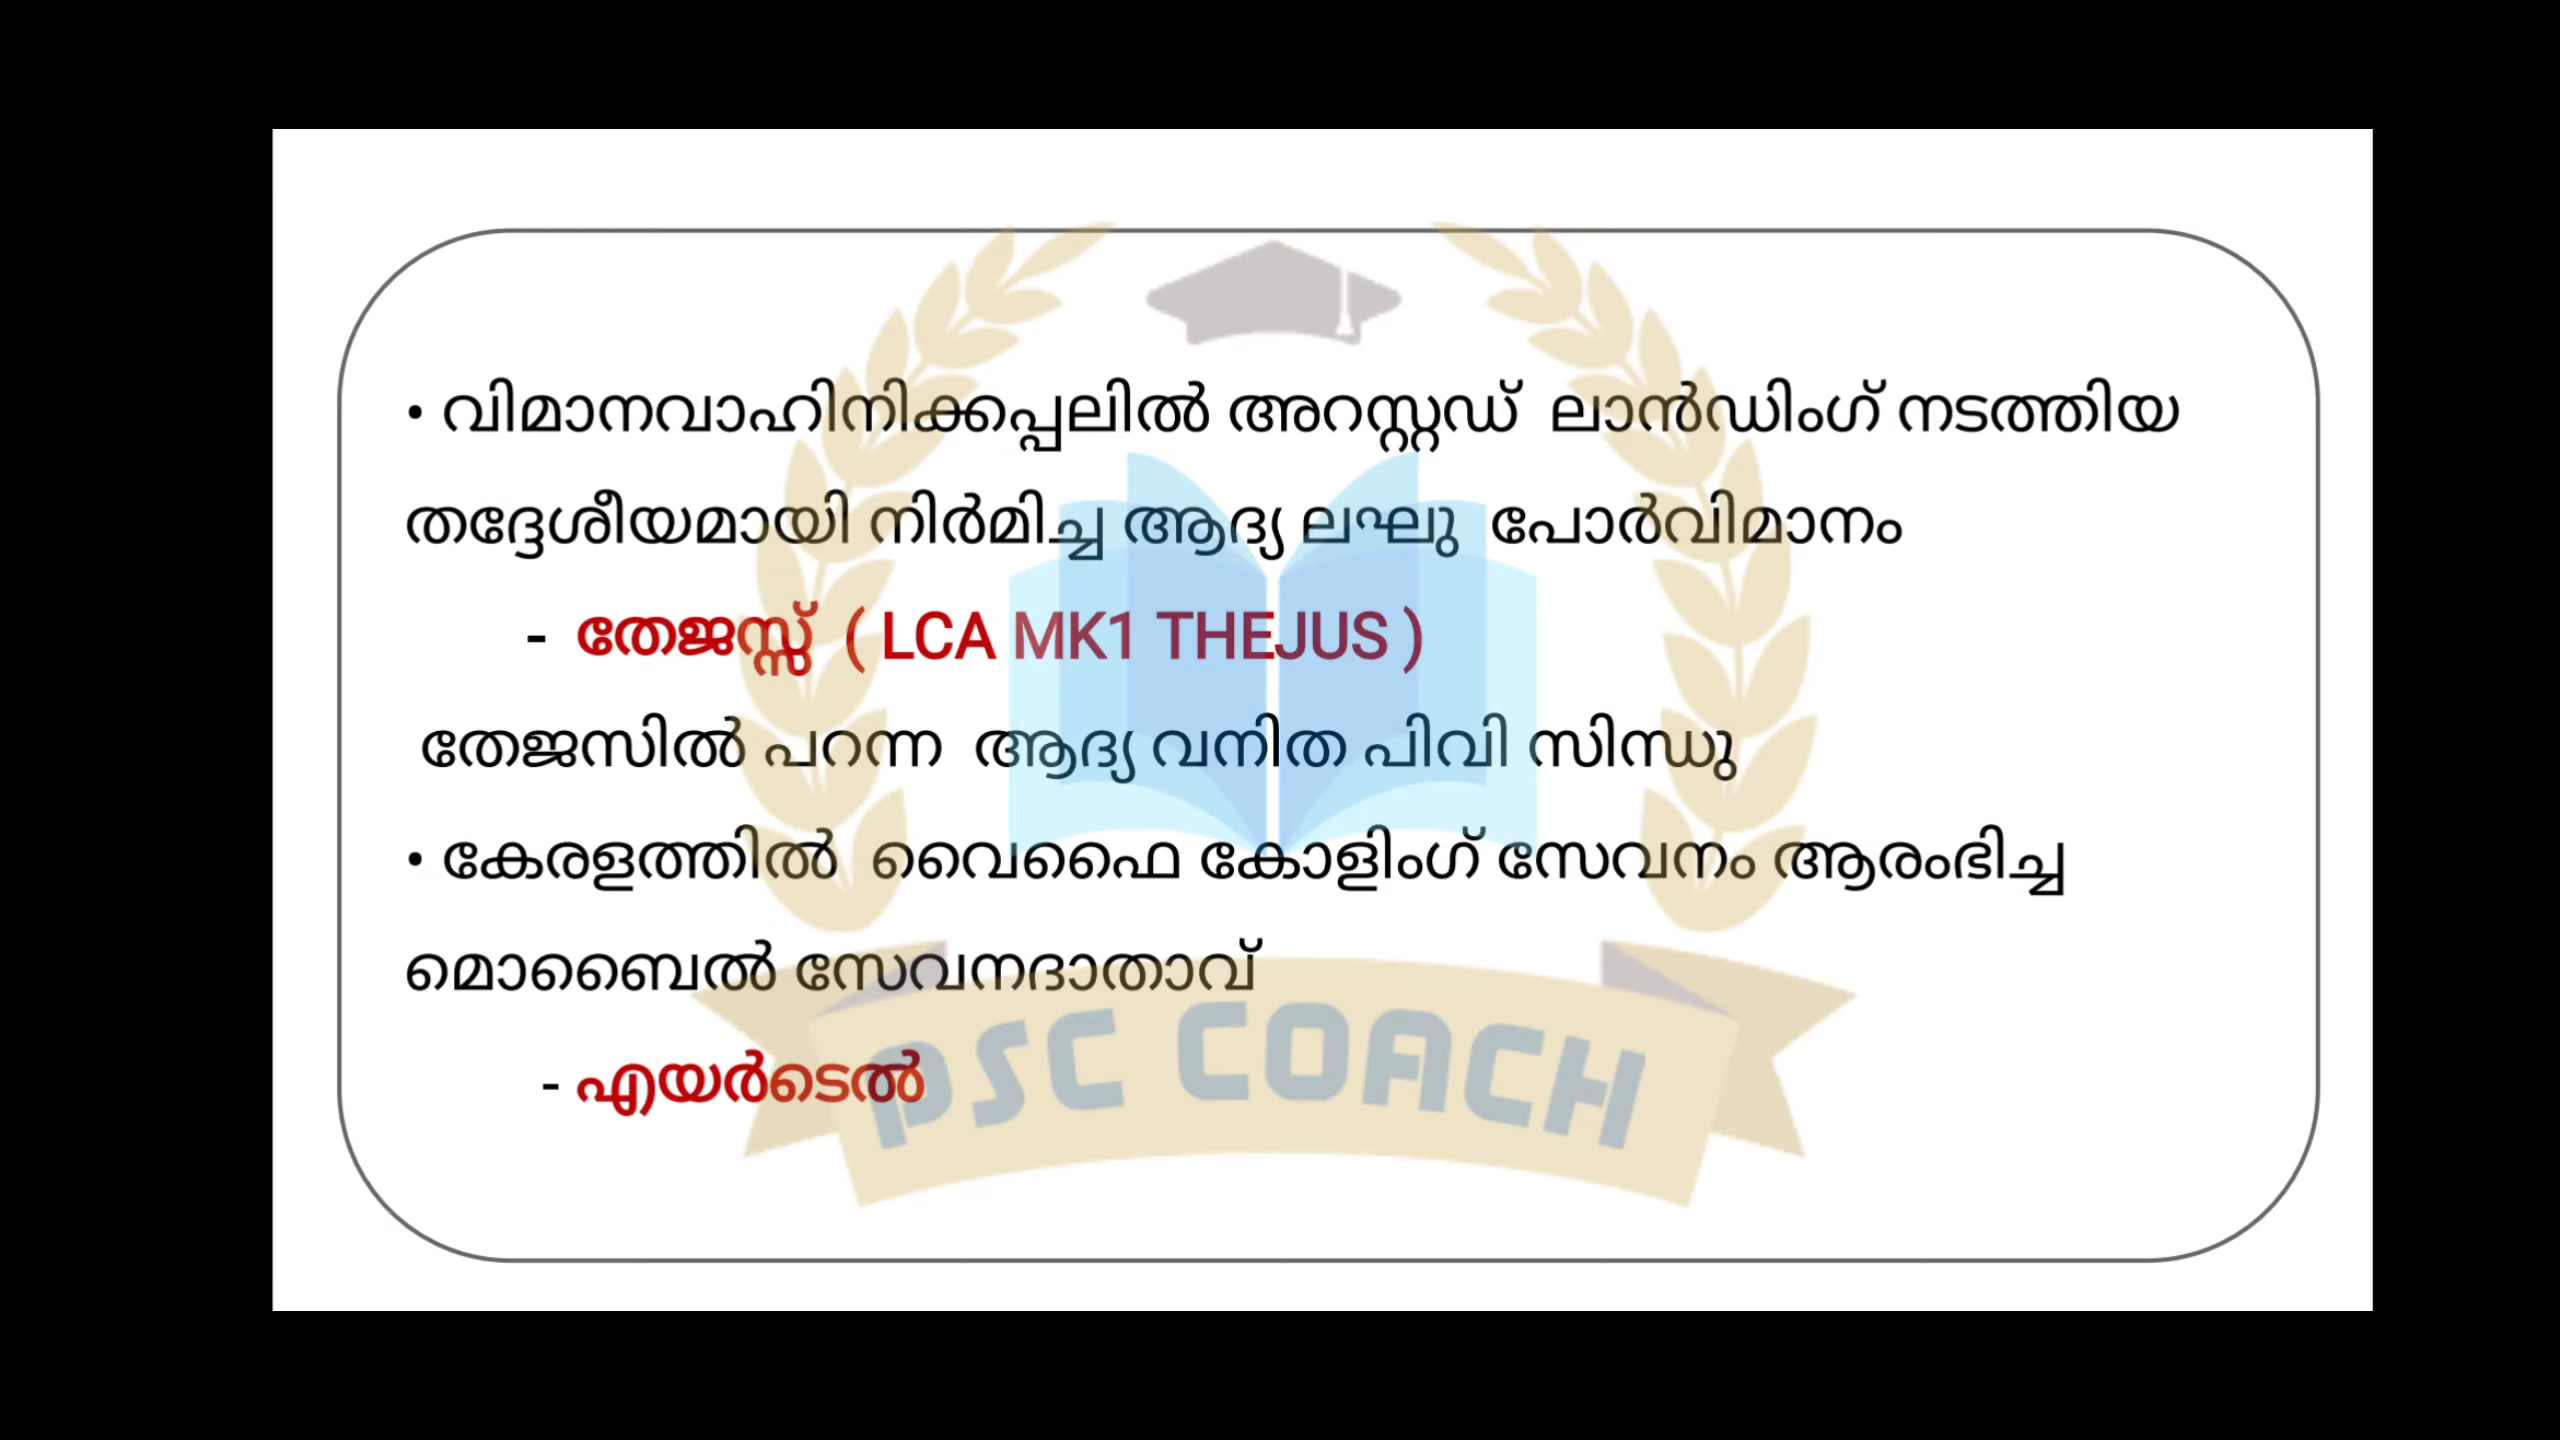 • വിമാനവാഹിനിക്കപ്പലിൽ അറസ്റ്റഡ് ലാൻഡിംഗ് നടത്തിയ
തദ്ദേശീയമായി നിർമിച്ച ആദ്യ ലഘു പോർവിമാനം
- തേജസ്സ് ( LCA MK1 THEJUS )
തേജസിൽ പറന്ന ആദ്യ വനിത പിവി സിന്ധു
• കേരളത്തിൽ വൈഫൈ കോളിംഗ് സേവനം ആരംഭിച്ച
മൊബൈൽ സേവനദാതാവ്
- എയർടെൽ
PSC COACH